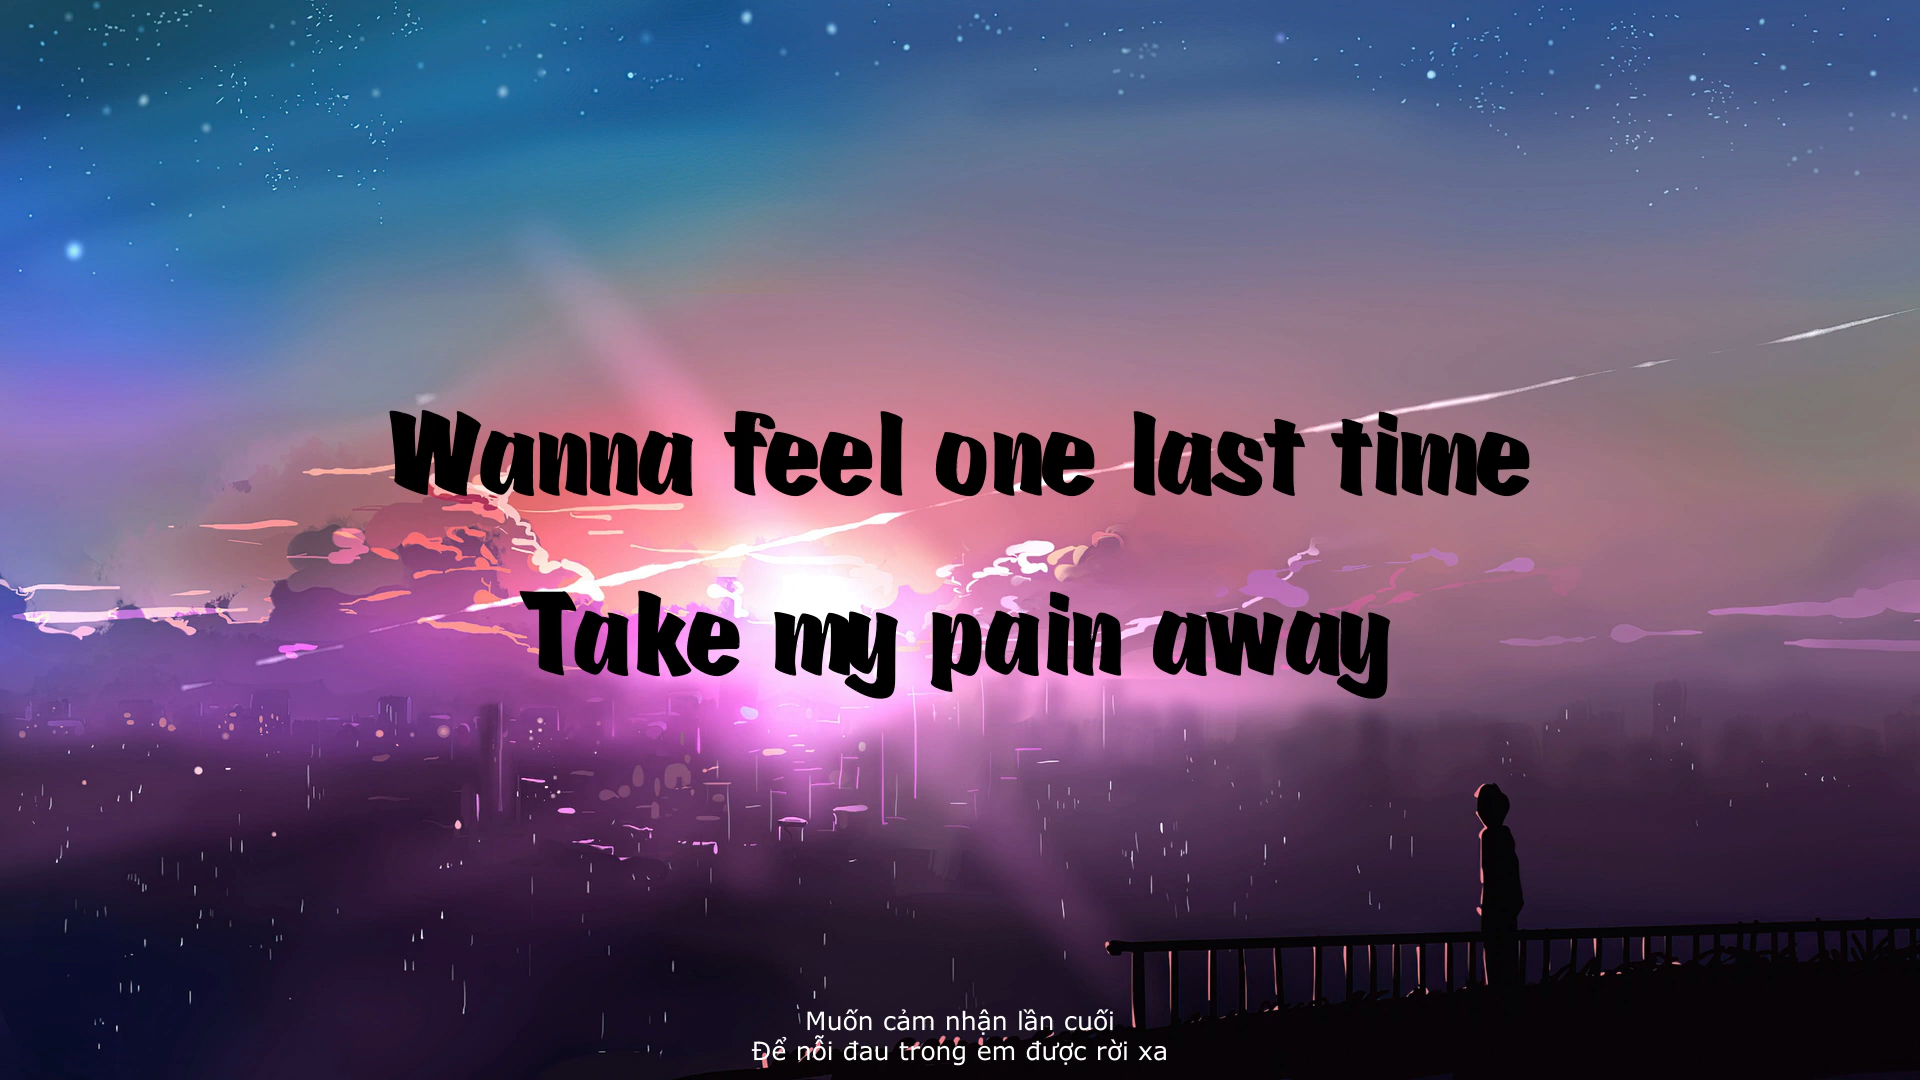 Wanna feel one last time
Take my pain away
Muốn cảm nhận lần cuối
Để nỗi đau trong em được rời xa